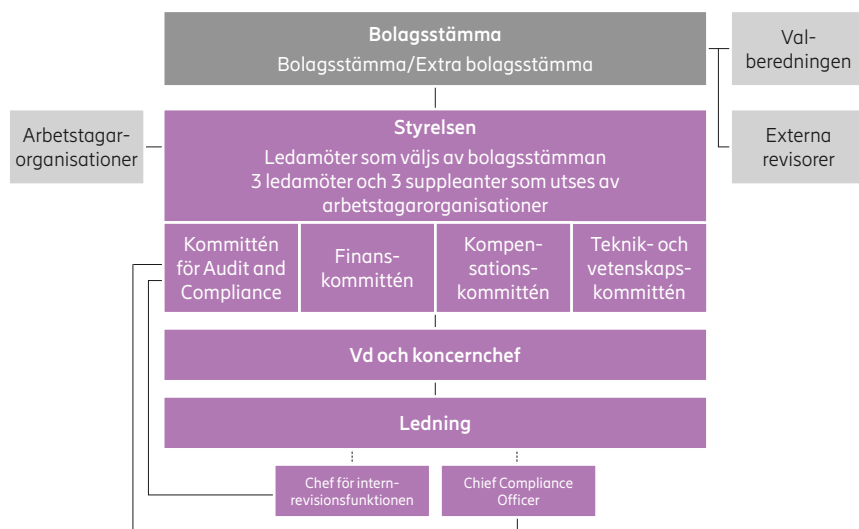 Bolagsstämma
Bolagsstämma/Extra bolagsstämma
Val-
beredningen
Arbetstagar-
organisationer
Styrelsen
Ledamöter som väljs av bolagsstämman
3 ledamöter och 3 suppleanter som utses av
arbetstagarorganisationer
Externa
revisorer
Kommittén
för Audit and
Compliance
Finans-
kommittén
Kompen-
sations-
kommittén
Teknik- och
vetenskaps-
kommittén
Vd och koncernchef
Ledning
Chef för intern-
revisionsfunktionen
Chief Compliance
Officer